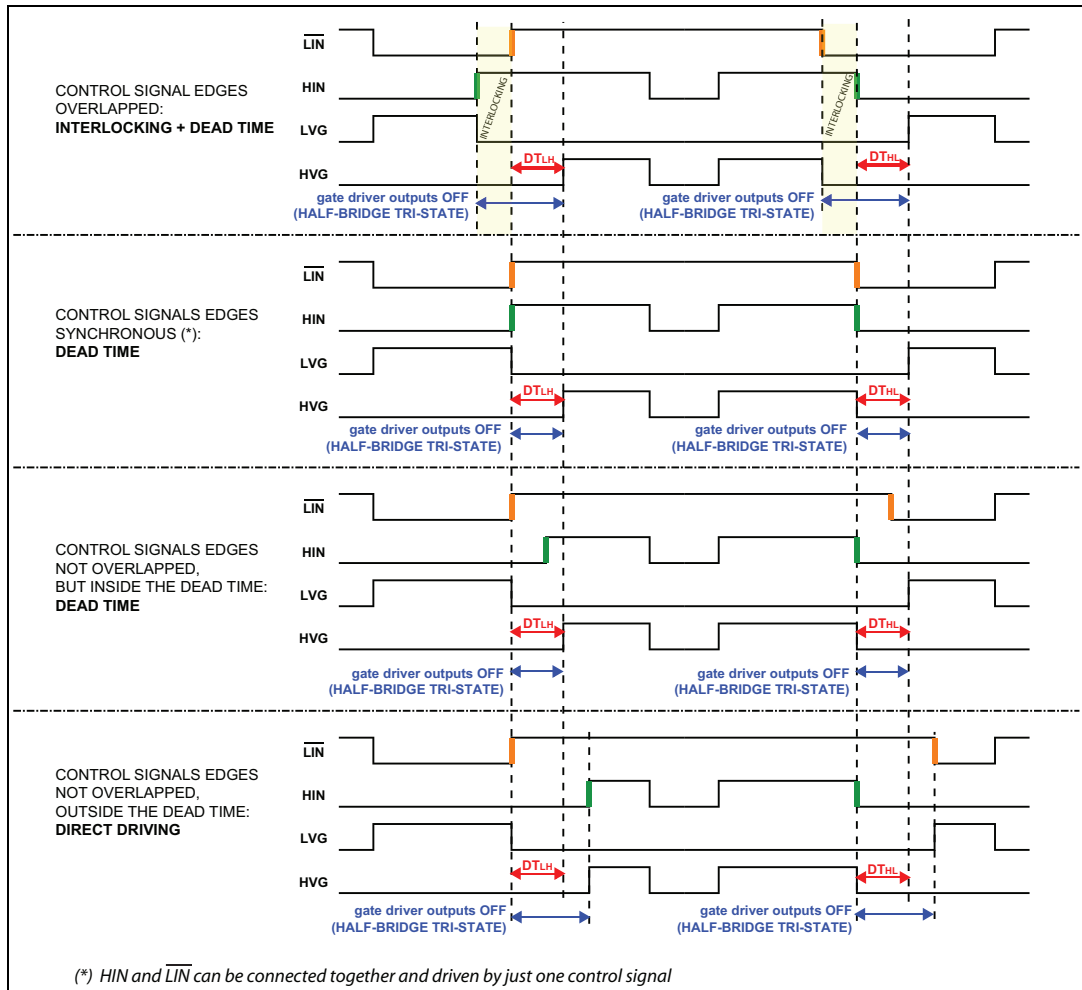 CONTROL SIGNAL EDGES
OVERLAPPED:
INTERLOCKING + DEAD TIME
L̅I̅N̅
HIN
LVG
HVG
INTERLOCKING
INTERLOCKING
DTLH
DTHL
gate driver outputs OFF
(HALF-BRIDGE TRI-STATE)
gate driver outputs OFF
(HALF-BRIDGE TRI-STATE)
CONTROL SIGNALS EDGES
SYNCHRONOUS (*):
DEAD TIME
L̅I̅N̅
HIN
LVG
HVG
DTLH
DTHL
gate driver outputs OFF
(HALF-BRIDGE TRI-STATE)
gate driver outputs OFF
(HALF-BRIDGE TRI-STATE)
CONTROL SIGNALS EDGES
NOT OVERLAPPED,
BUT INSIDE THE DEAD TIME:
DEAD TIME
L̅I̅N̅
HIN
LVG
HVG
DTLH
DTHL
gate driver outputs OFF
(HALF-BRIDGE TRI-STATE)
gate driver outputs OFF
(HALF-BRIDGE TRI-STATE)
CONTROL SIGNALS EDGES
NOT OVERLAPPED,
OUTSIDE THE DEAD TIME:
DIRECT DRIVING
L̅I̅N̅
HIN
LVG
HVG
DTLH
DTHL
gate driver outputs OFF
(HALF-BRIDGE TRI-STATE)
gate driver outputs OFF
(HALF-BRIDGE TRI-STATE)
(*) HIN and L̅I̅N̅ can be connected together and driven by just one control signal